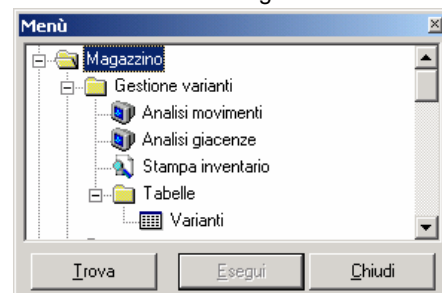 Menù
Magazzino
Gestione varianti
Analisi movimenti
Analisi giacenze
Stampa inventario
Tabelle
Varianti
Trova
Esegui
Chiudi